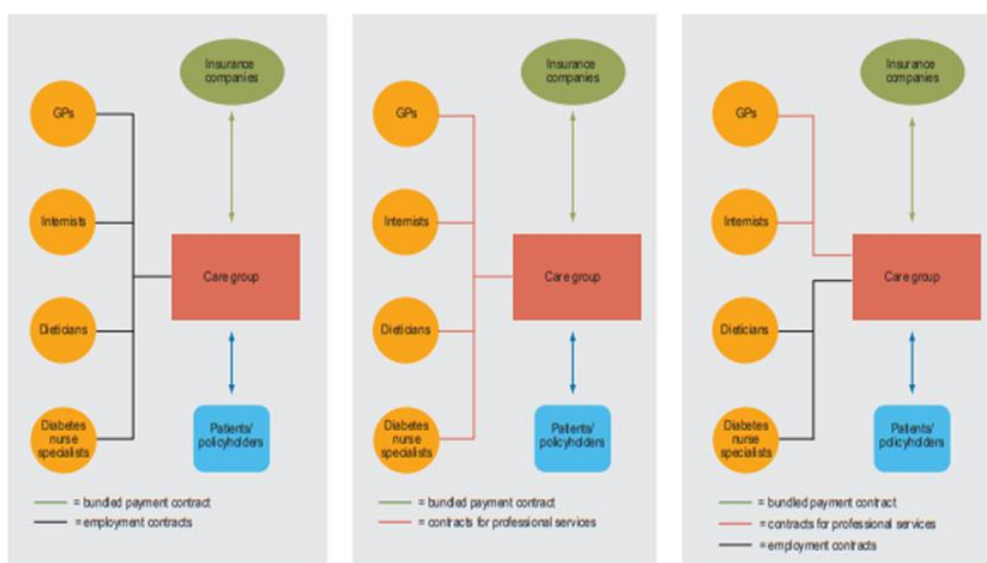 Insurance
companies
GPs
Internists
Care group
Dieticians
Diabetes
nurse
specialists
Patients/
policyholders
= bundled payment contract
= employment contracts
Insurance
companies
GPs
Internists
Care group
Dieticians
Diabetes
nurse
specialists
Patients/
policyholders
= bundled payment contract
= contracts for professional services
Insurance
companies
GPs
Internists
Care group
Dieticians
Diabetes
nurse
specialists
Patients/
policyholders
= bundled payment contract
= contracts for professional services
= employment contracts